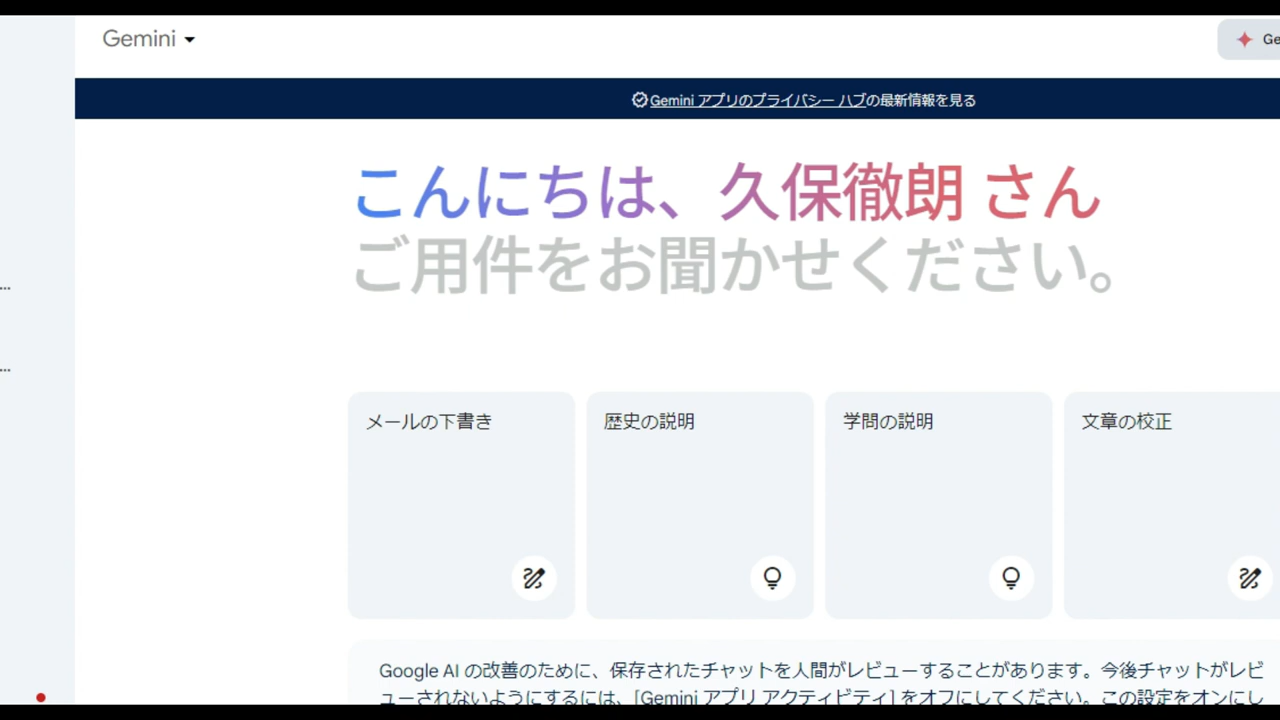 Gemini
Ge
Gemini アプリのプライバシー ハブの最新情報を見る
こんにちは、久保徹朗 さん
ご用件をお聞かせください。
...
...
メールの下書き
歴史の説明
学問の説明
文章の校正
Google AI の改善のために、保存されたチャットを人間がレビューすることがあります。今後チャットがレビ
ューされないようにするには、[Gemini アプリ アクティビティ] をオフにしてください。この設定をオンにし